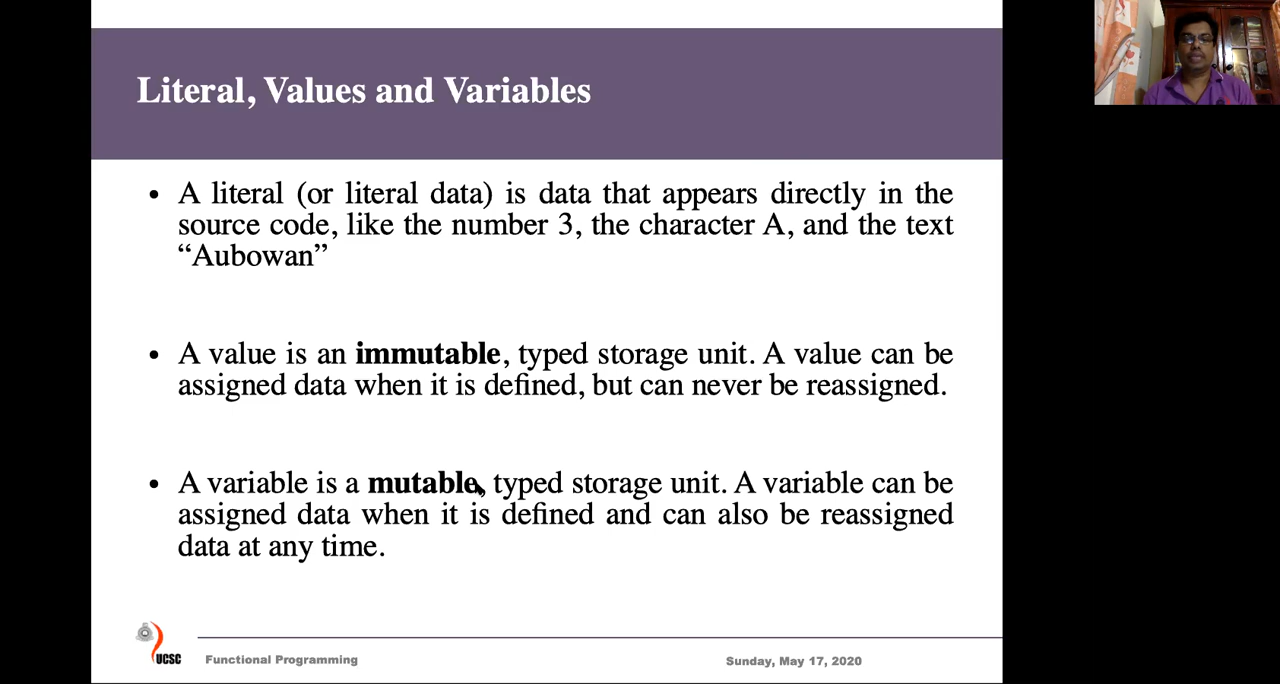 Literal, Values and Variables
• A literal (or literal data) is data that appears directly in the
source code, like the number 3, the character A, and the text
“Aubowan”
• A value is an immutable, typed storage unit. A value can be
assigned data when it is defined, but can never be reassigned.
• A variable is a mutable, typed storage unit. A variable can be
assigned data when it is defined and can also be reassigned
data at any time.
UCSC
Functional Programming
Sunday, May 17, 2020